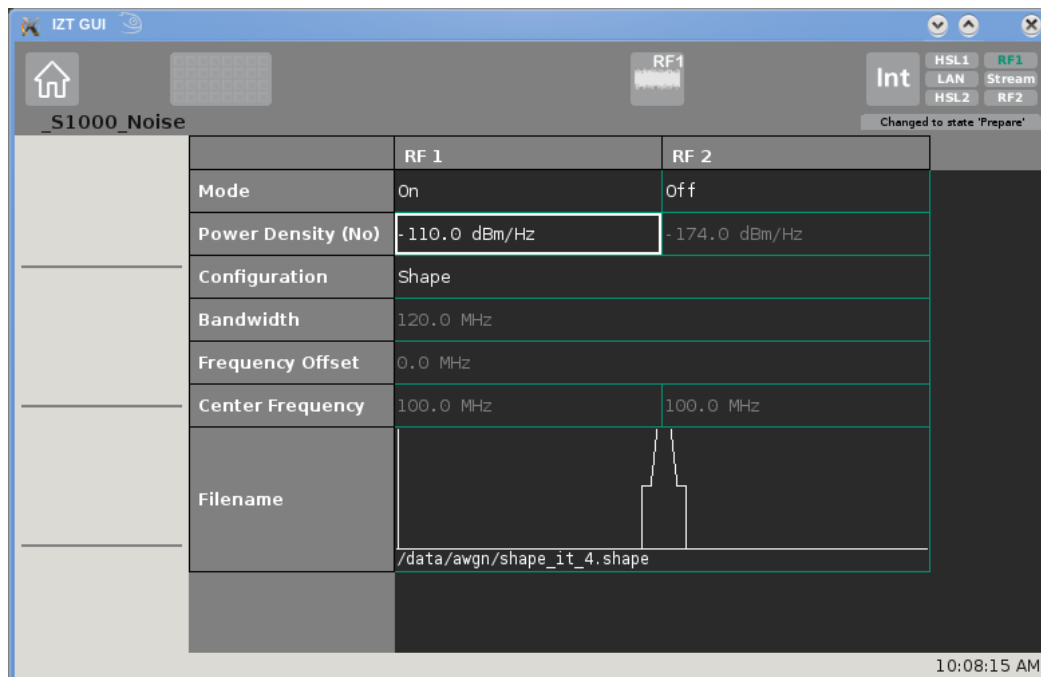 IZT GUI
RF1
Int
HSL1 RF1
LAN Stream
HSL2 RF2
_S1000_Noise
Changed to state 'Prepare'
RF 1 RF 2
Mode On Off
Power Density (No) -110.0 dBm/Hz -174.0 dBm/Hz
Configuration Shape
Bandwidth 120.0 MHz
Frequency Offset 0.0 MHz
Center Frequency 100.0 MHz 100.0 MHz
Filename
/data/awgn/shape_it_4.shape
10:08:15 AM